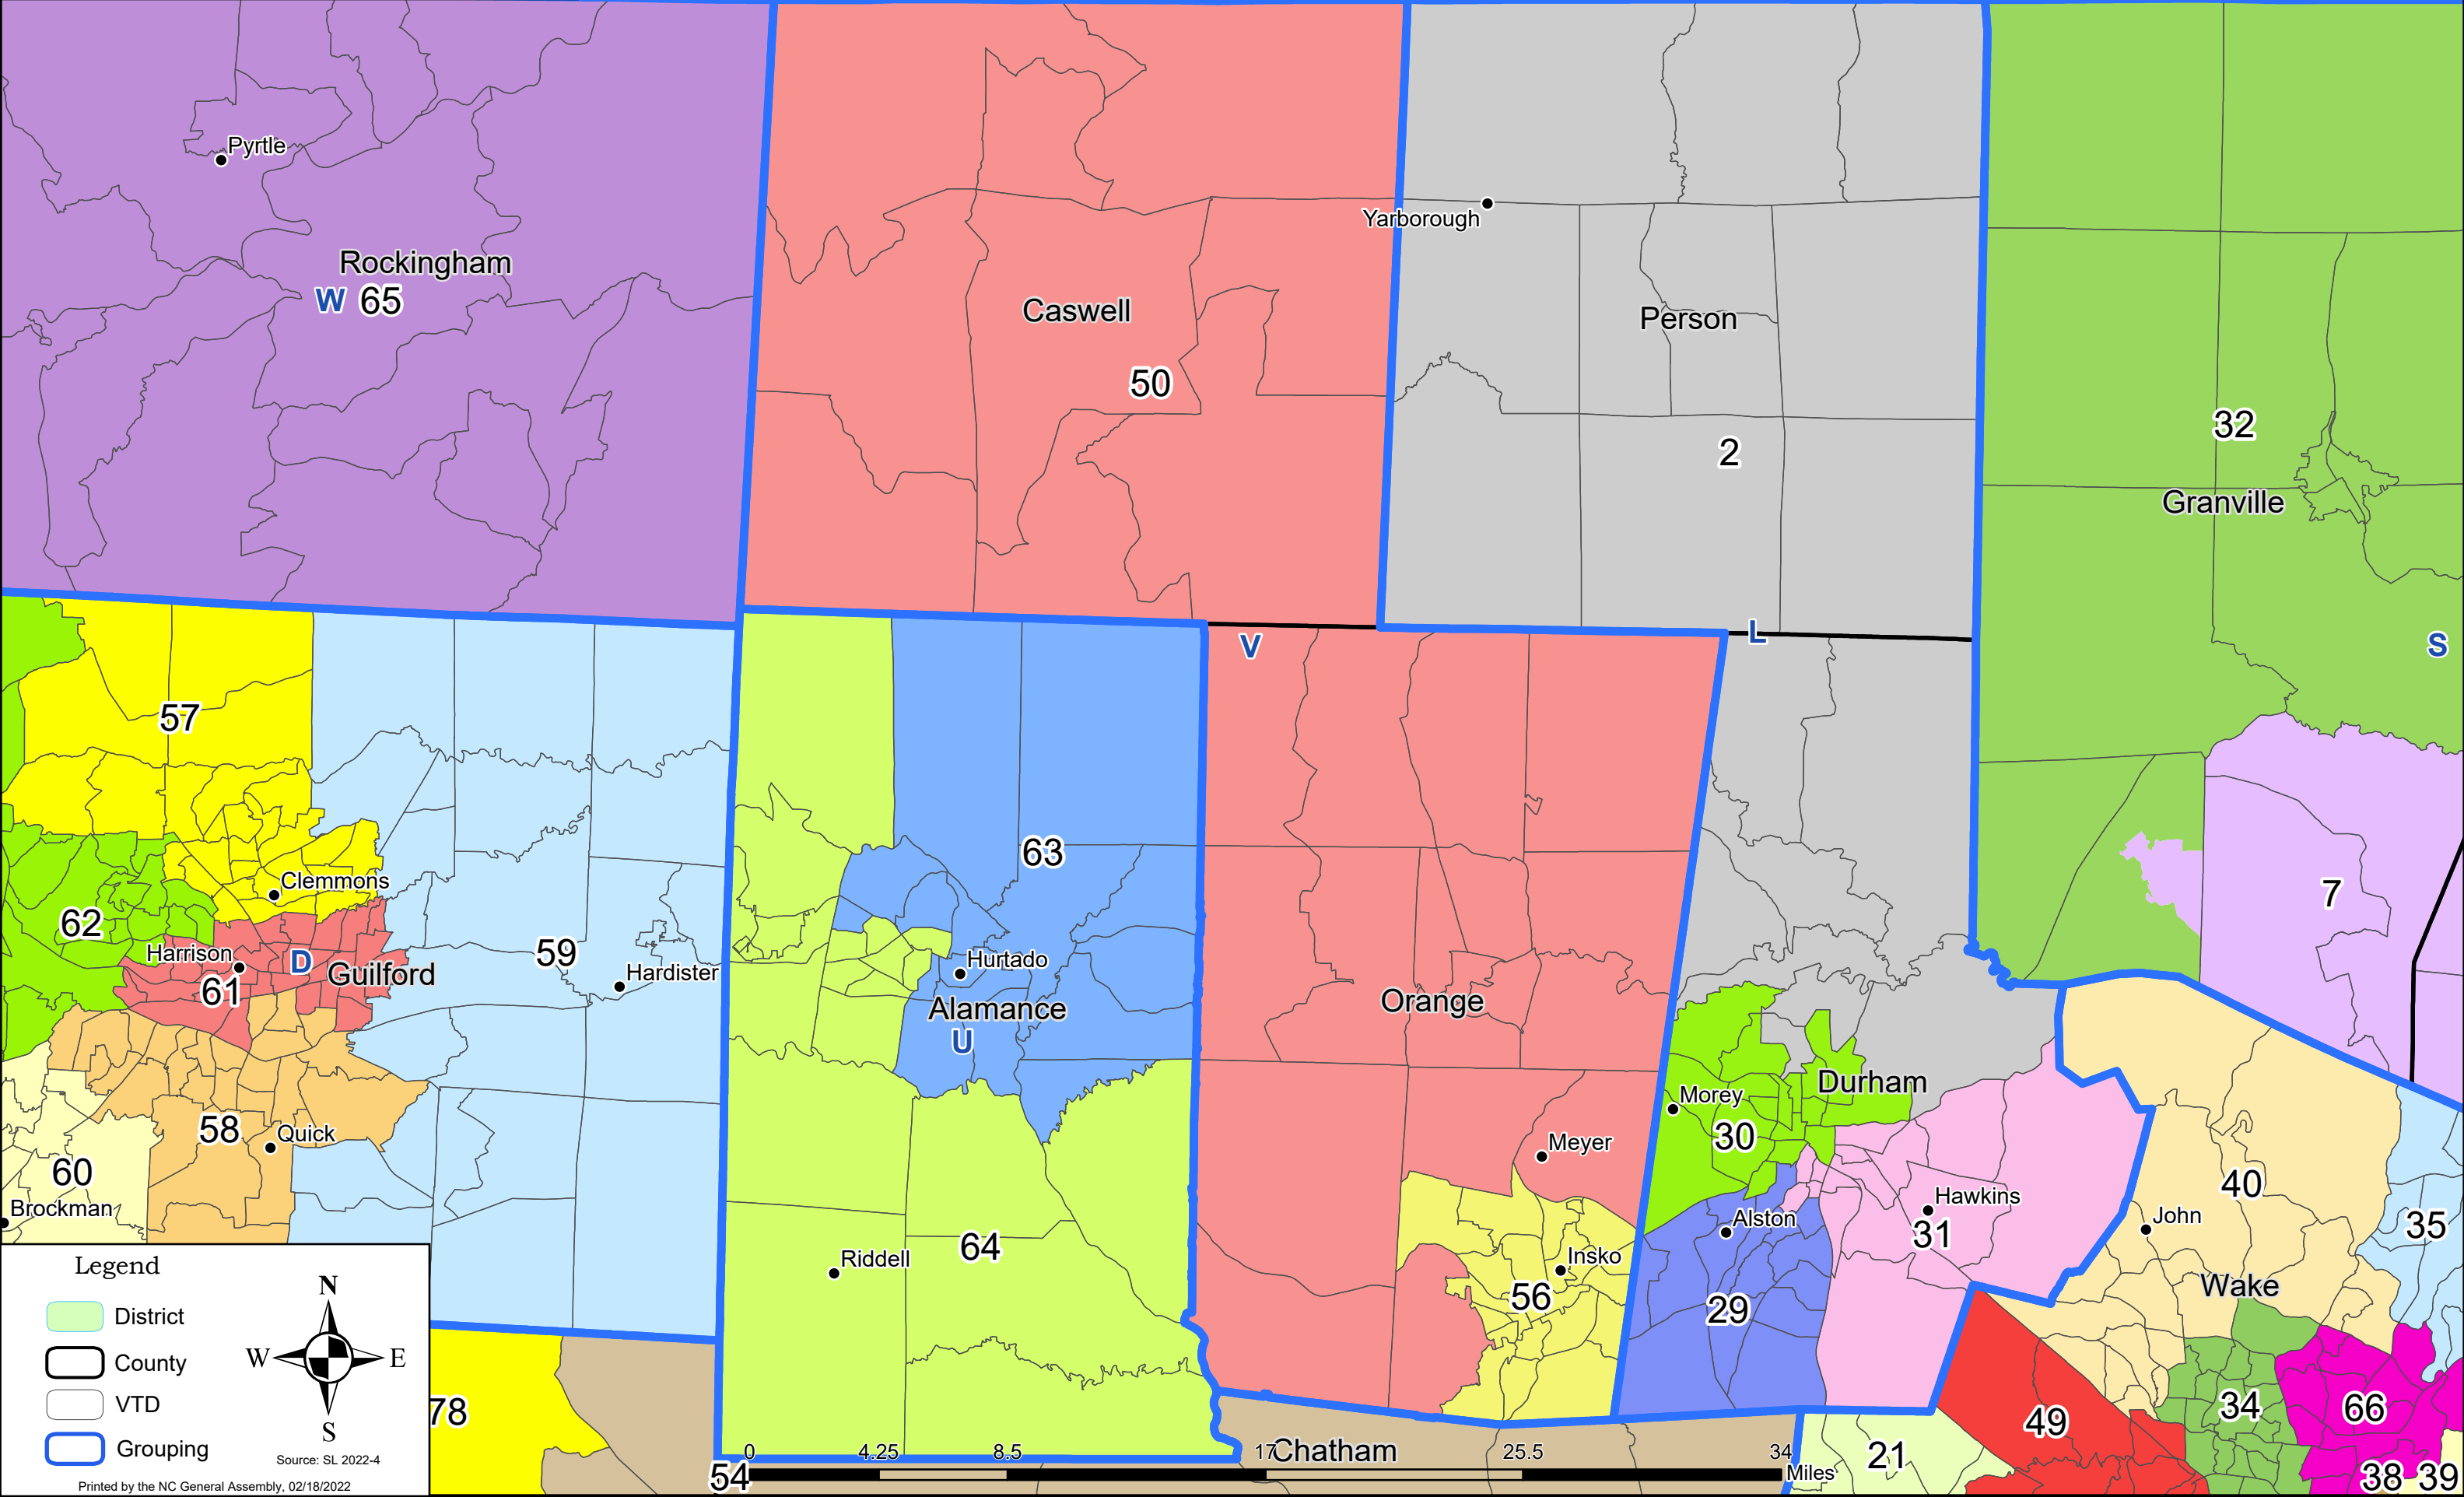 Pyrtle
Yarborough
Rockingham
W 65
Caswell
50
Person
2
32
Granville
V
L
S
57
63
7
Clemmons
62
Harrison
D
Guilford
61
59
Hardister
Hurtado
Alamance
U
Orange
Durham
Morey
30
Meyer
58
Quick
60
Brockman
Hawkins
31
Alston
40
John
35
Riddell
64
Insko
56
29
Wake
78
49
34
66
21
38
39
54
Chatham
0 4.25 8.5 17 25.5 34
Miles
Legend
District
County
VTD
Grouping
N
W E
S
Source: SL 2022-4
Printed by the NC General Assembly, 02/18/2022